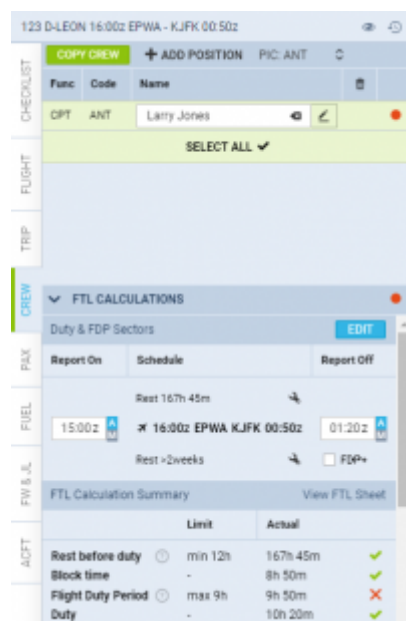 123 D-LEON 16:00z EPWA - KJFK 00:50z
COPY CREW + ADD POSITION PIC: ANT
Func Code Name
CPT ANT Larry Jones
SELECT ALL
CHECKLIST
FLIGHT
TRIP
CREW
PAX
FUEL
FW & JL
ACFT
FTL CALCULATIONS
Duty & FDP Sectors EDIT
Report On Schedule Report Off
Rest 167h 45m
15:00z A M 16:00z EPWA KJFK 00:50z 01:20z A M
Rest >2weeks FDP+
FTL Calculation Summary View FTL Sheet
Limit Actual
Rest before duty ? min 12h 167h 45m
Block time - 8h 50m
Flight Duty Period ? max 9h 9h 50m
Duty - 10h 20m